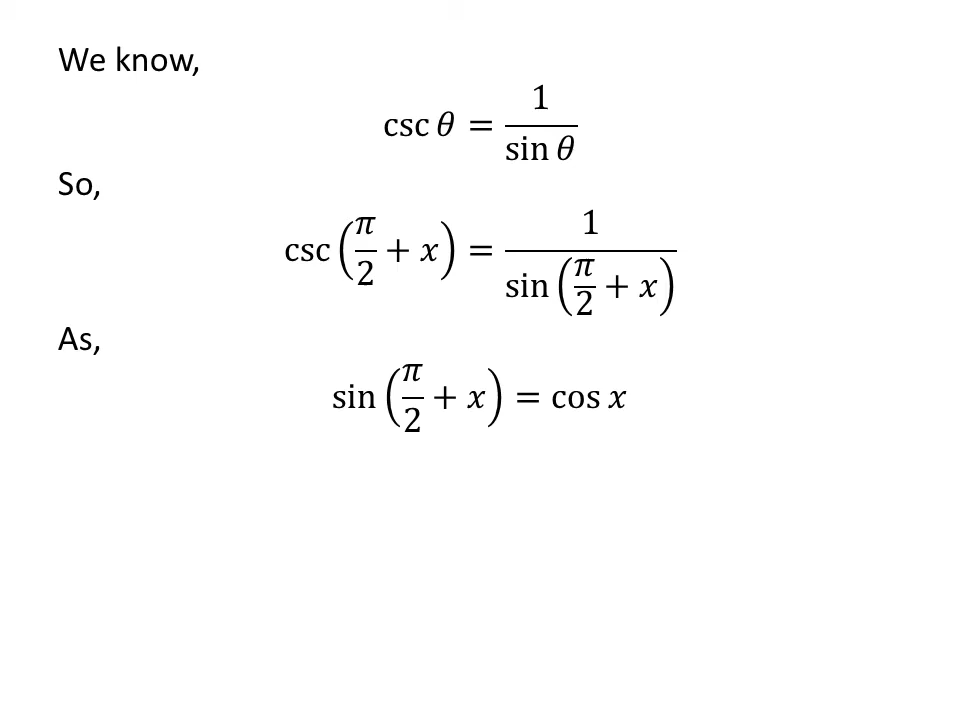 We know,
csc θ = 1/sin θ
So,
csc(π/2 + x) = 1/sin(π/2 + x)
As,
sin(π/2 + x) = cos x